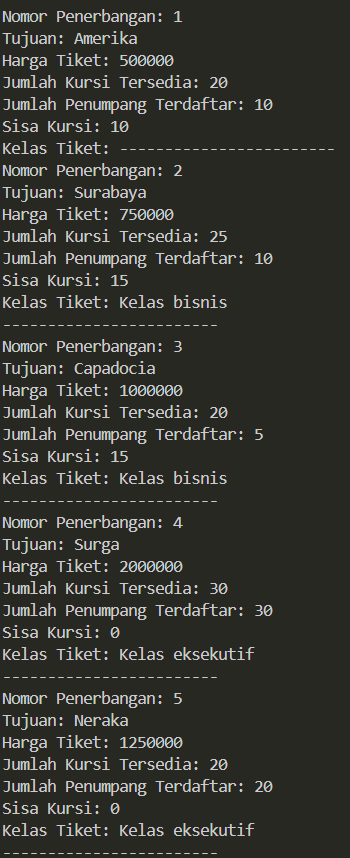 Nomor Penerbangan: 1
Tujuan: Amerika
Harga Tiket: 500000
Jumlah Kursi Tersedia: 20
Jumlah Penumpang Terdaftar: 10
Sisa Kursi: 10
Kelas Tiket: ------------------------
Nomor Penerbangan: 2
Tujuan: Surabaya
Harga Tiket: 750000
Jumlah Kursi Tersedia: 25
Jumlah Penumpang Terdaftar: 10
Sisa Kursi: 15
Kelas Tiket: Kelas bisnis
------------------------
Nomor Penerbangan: 3
Tujuan: Capadocia
Harga Tiket: 1000000
Jumlah Kursi Tersedia: 20
Jumlah Penumpang Terdaftar: 5
Sisa Kursi: 15
Kelas Tiket: Kelas bisnis
------------------------
Nomor Penerbangan: 4
Tujuan: Surga
Harga Tiket: 2000000
Jumlah Kursi Tersedia: 30
Jumlah Penumpang Terdaftar: 30
Sisa Kursi: 0
Kelas Tiket: Kelas eksekutif
------------------------
Nomor Penerbangan: 5
Tujuan: Neraka
Harga Tiket: 1250000
Jumlah Kursi Tersedia: 20
Jumlah Penumpang Terdaftar: 20
Sisa Kursi: 0
Kelas Tiket: Kelas eksekutif
------------------------